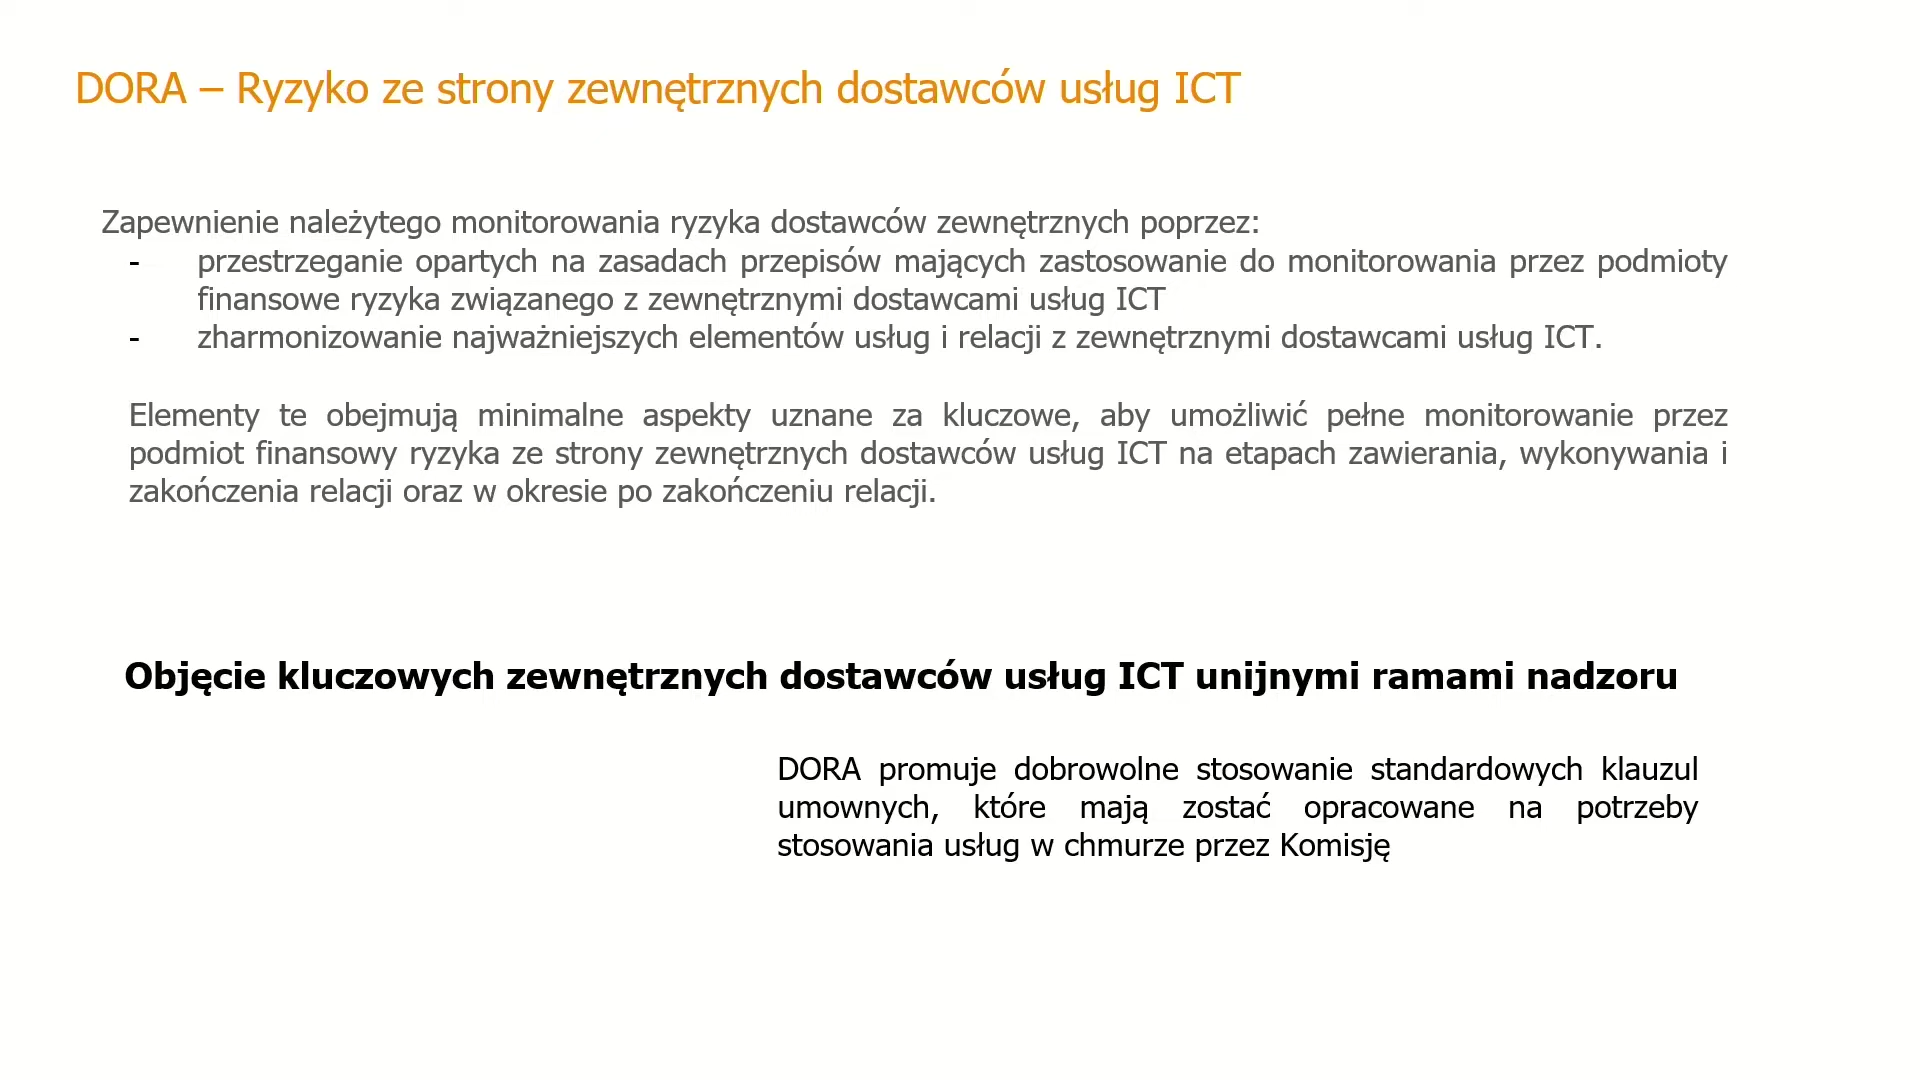 DORA – Ryzyko ze strony zewnętrznych dostawców usług ICT
Zapewnienie należytego monitorowania ryzyka dostawców zewnętrznych poprzez:
- przestrzeganie opartych na zasadach przepisów mających zastosowanie do monitorowania przez podmioty
finansowe ryzyka związanego z zewnętrznymi dostawcami usług ICT
- zharmonizowanie najważniejszych elementów usług i relacji z zewnętrznymi dostawcami usług ICT.
Elementy te obejmują minimalne aspekty uznane za kluczowe, aby umożliwić pełne monitorowanie przez
podmiot finansowy ryzyka ze strony zewnętrznych dostawców usług ICT na etapach zawierania, wykonywania i
zakończenia relacji oraz w okresie po zakończeniu relacji.
Objęcie kluczowych zewnętrznych dostawców usług ICT unijnymi ramami nadzoru
DORA promuje dobrowolne stosowanie standardowych klauzul
umownych, które mają zostać opracowane na potrzeby
stosowania usług w chmurze przez Komisję